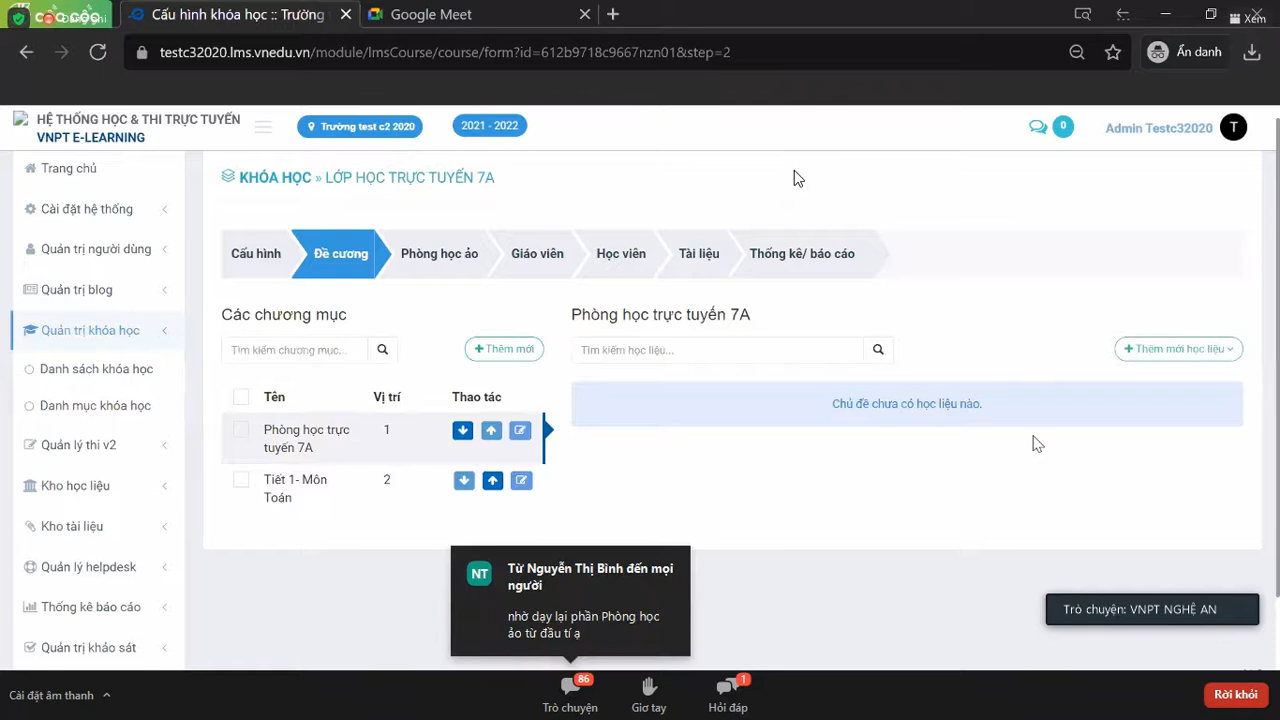 Cấu hình khóa học :: Trường
Google Meet
Xem
testc32020.lms.vnedu.vn/module/lmsCourse/course/form?id=612b9718c9667nzn01&step=2
Ẩn danh
HỆ THỐNG HỌC & THI TRỰC TUYẾN
VNPT E-LEARNING
Trường test c2 2020
2021 - 2022
0
Admin Testc32020
T
Trang chủ
Cài đặt hệ thống
Quản trị người dùng
Quản trị blog
Quản trị khóa học
Danh sách khóa học
Danh mục khóa học
Quản lý thi v2
Kho học liệu
Kho tài liệu
Quản lý helpdesk
Thống kê báo cáo
Quản trị khảo sát
KHÓA HỌC » LỚP HỌC TRỰC TUYẾN 7A
Cấu hình
Đề cương
Phòng học ảo
Giáo viên
Học viên
Tài liệu
Thống kê/ báo cáo
Các chương mục
Tìm kiếm chương mục...
Thêm mới
Tên
Vị trí
Thao tác
Phòng học trực
tuyến 7A
1
Tiết 1- Môn
Toán
2
Phòng học trực tuyến 7A
Tìm kiếm học liệu...
Thêm mới học liệu
Chủ đề chưa có học liệu nào.
NT
Từ Nguyễn Thị Bình đến mọi
người
nhờ dạy lại phần Phòng học
ảo từ đầu tí ạ
Trò chuyện: VNPT NGHỆ AN
Cài đặt âm thanh
86
Trò chuyện
Giơ tay
1
Hỏi đáp
Rời khỏi